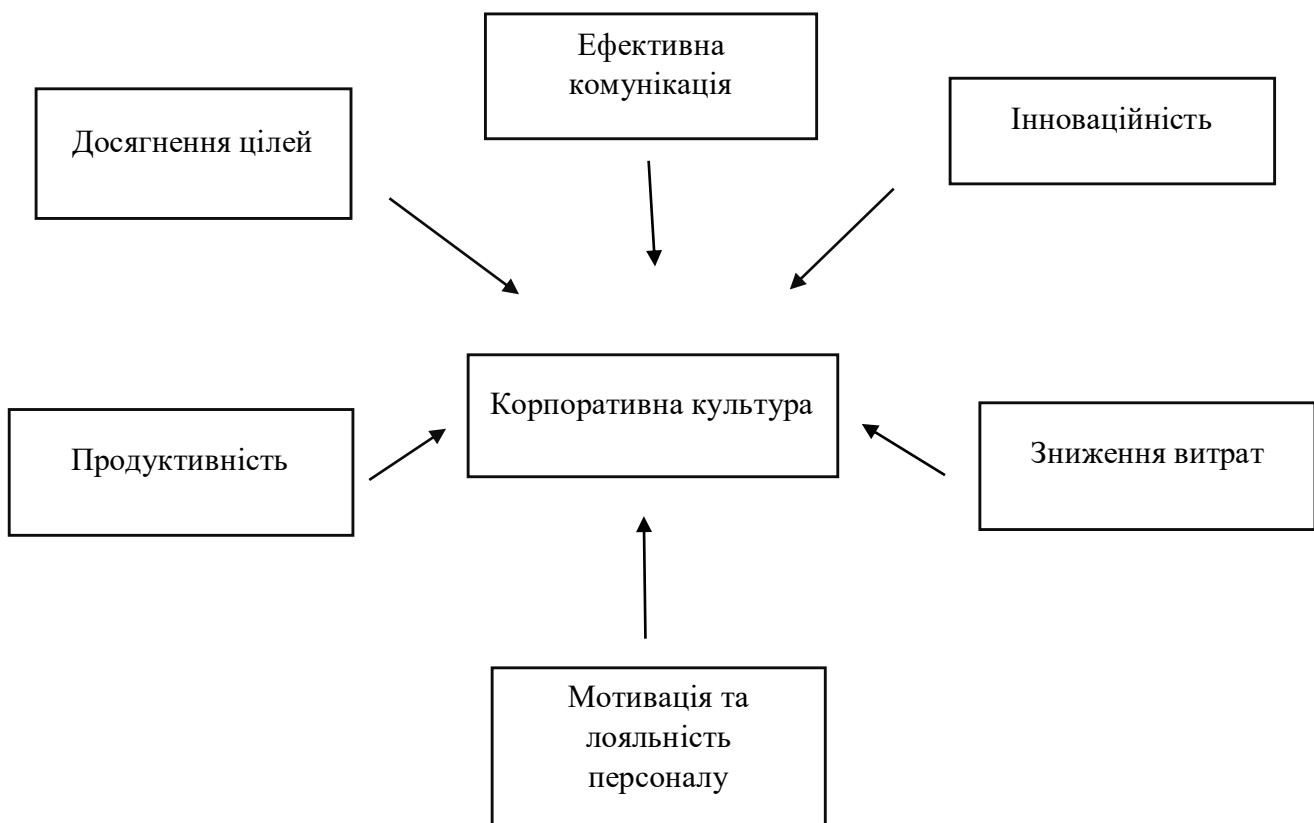 Ефективна
комунікація
Інноваційність
Досягнення цілей
Корпоративна культура
Продуктивність
Зниження витрат
Мотивація та
лояльність
персоналу